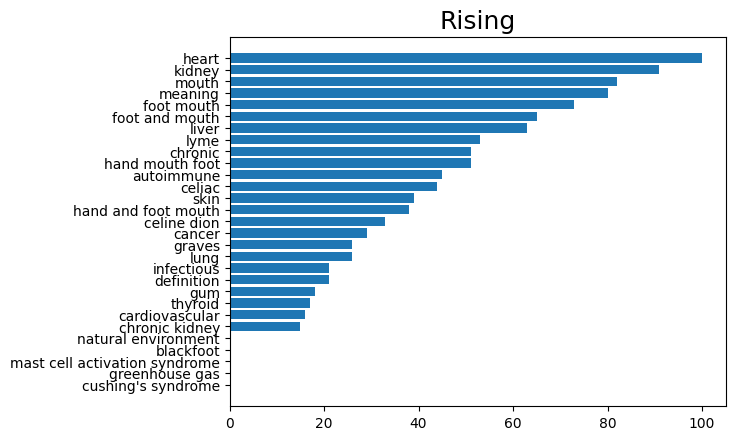 Rising
heart
kidney
mouth
meaning
foot mouth
foot and mouth
liver
lyme
chronic
hand mouth foot
autoimmune
celiac
skin
hand and foot mouth
celine dion
cancer
graves
lung
infectious
definition
gum
thyroid
cardiovascular
chronic kidney
natural environment
blackfoot
mast cell activation syndrome
greenhouse gas
cushing's syndrome
0 20 40 60 80 100